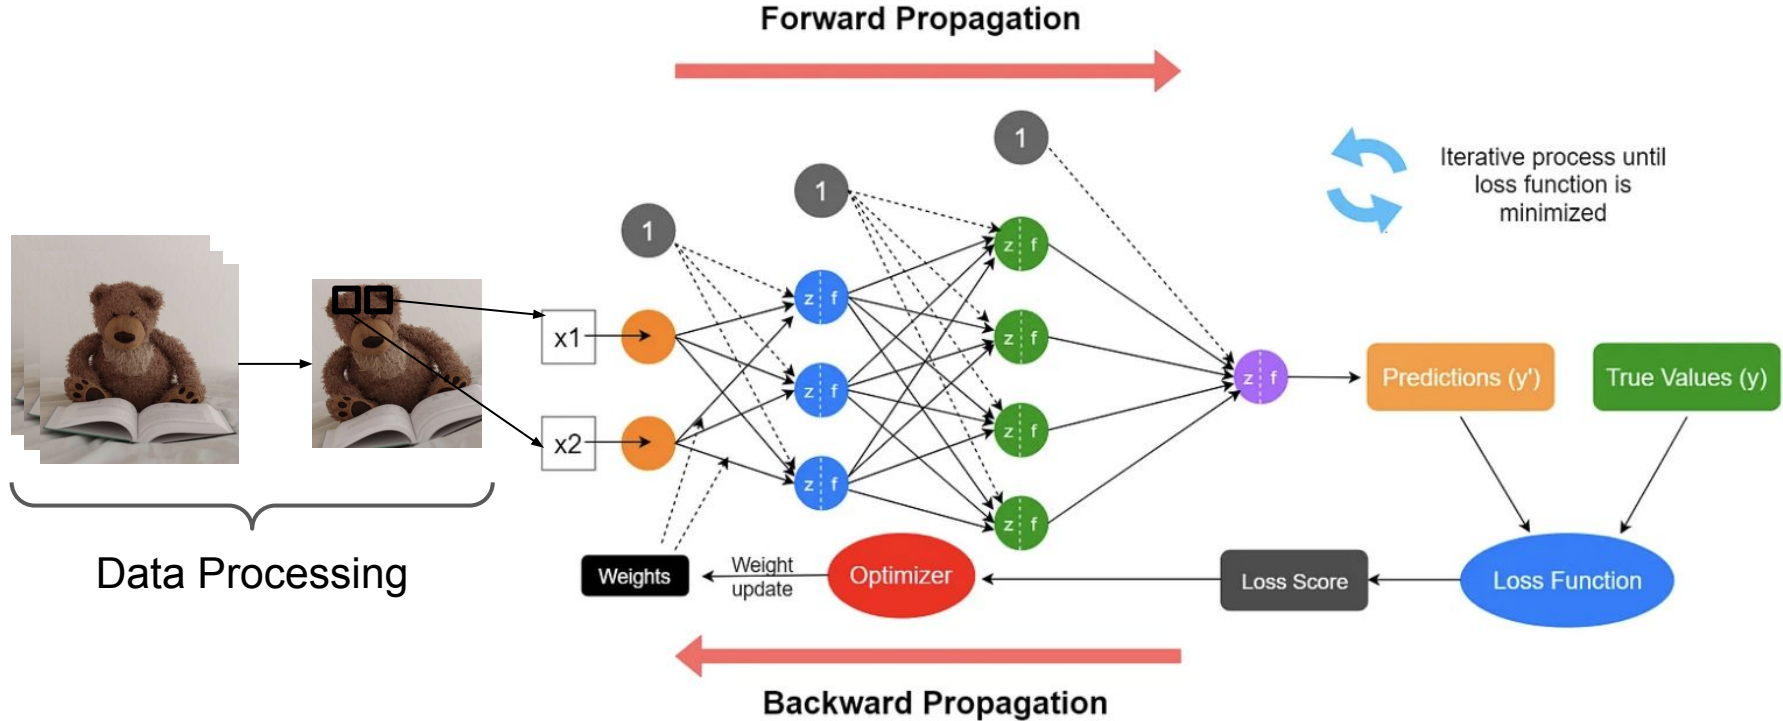 Forward Propagation
1
1
1
Iterative process until
loss function is
minimized
z f
z f
x1
z f
z f
z f
Predictions (y')
True Values (y)
x2
z f
z f
z f
Data Processing
Weights
Weight
update
Optimizer
Loss Score
Loss Function
Backward Propagation